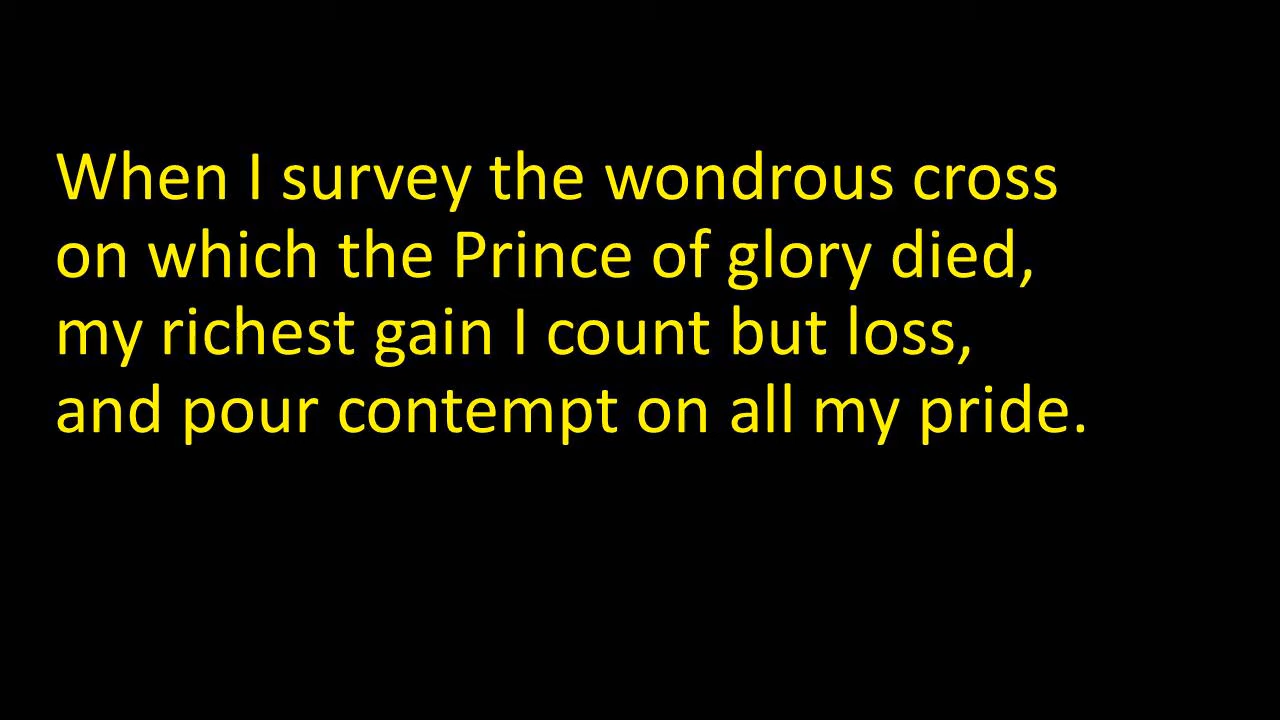 When I survey the wondrous cross
on which the Prince of glory died,
my richest gain I count but loss,
and pour contempt on all my pride.